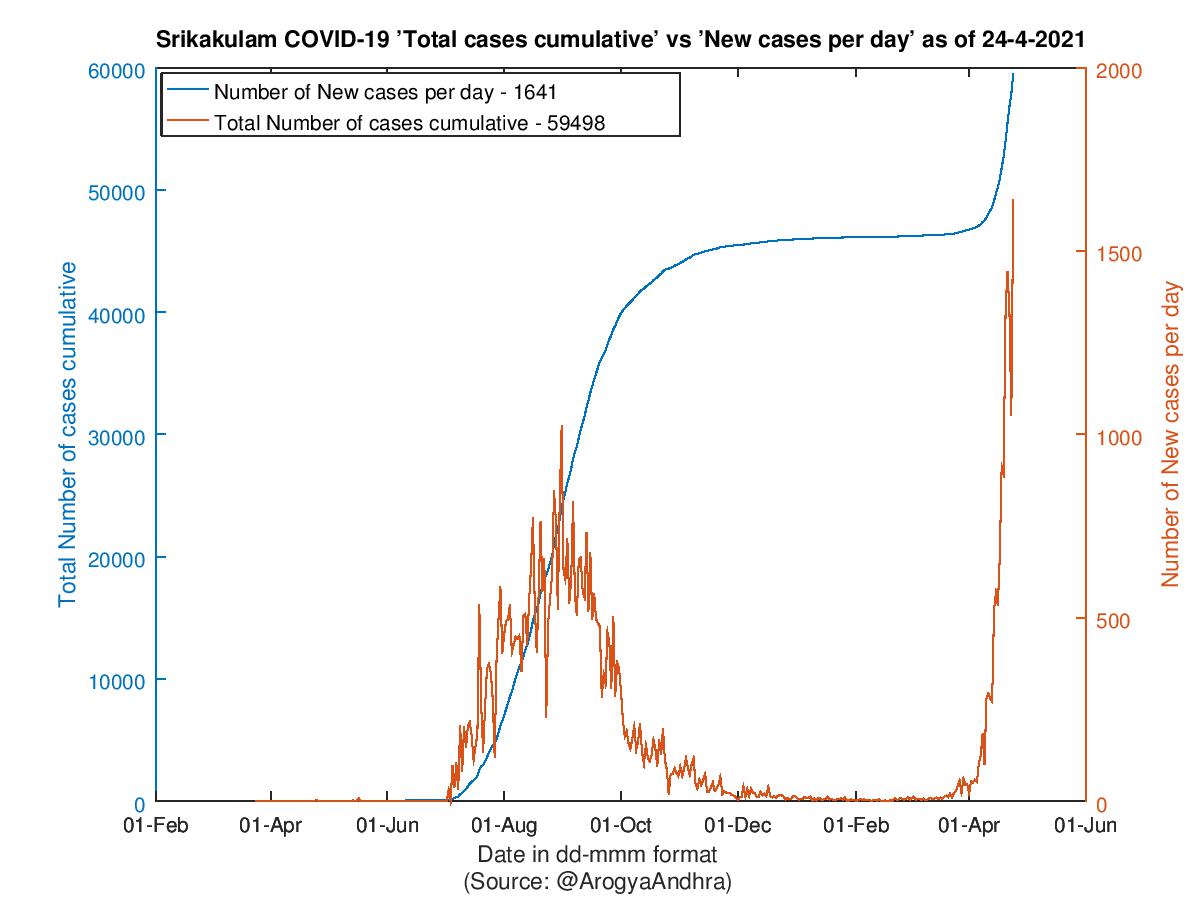 Srikakulam COVID-19 ’Total cases cumulative’ vs ’New cases per day’ as of 24-4-2021
Number of New cases per day - 1641
Total Number of cases cumulative - 59498
Total Number of cases cumulative
60000
50000
40000
30000
20000
10000
0
2000
1500
1000
500
0
Number of New cases per day
01-Feb 01-Apr 01-Jun 01-Aug 01-Oct 01-Dec 01-Feb 01-Apr 01-Jun
Date in dd-mmm format
(Source: @ArogyaAndhra)